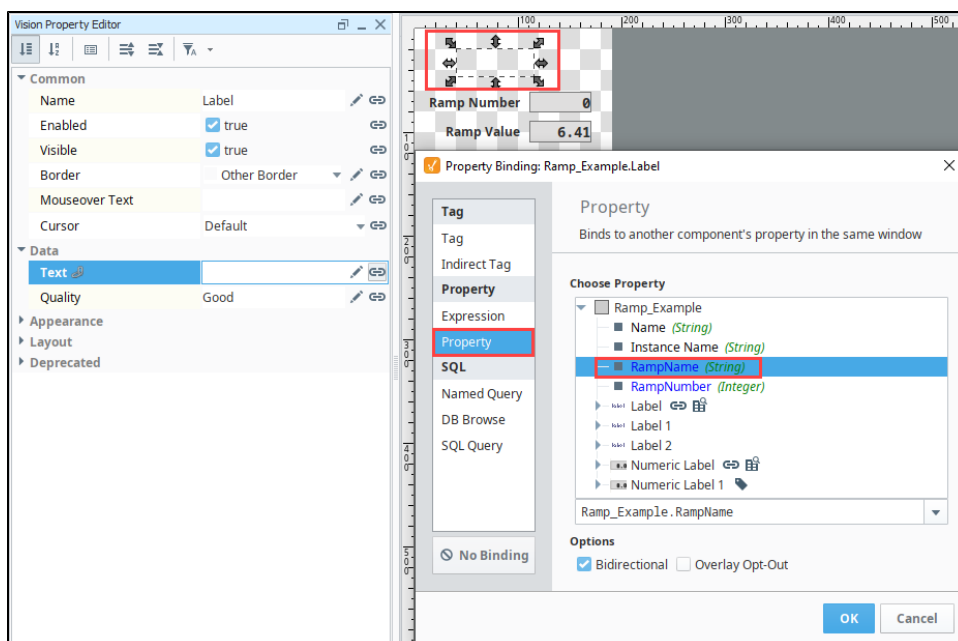 Vision Property Editor
Common
Name Label
Enabled true
Visible true
Border Other Border
Mouseover Text
Cursor Default
Data
Text
Quality Good
Appearance
Layout
Deprecated
100 200 300 400 500
Ramp Number 0
Ramp Value 6.41
100
200
300
400
500
Property Binding: Ramp_Example.Label
Tag
Tag
Indirect Tag
Property
Expression
Property
SQL
Named Query
DB Browse
SQL Query
No Binding
Property
Binds to another component's property in the same window
Choose Property
Ramp_Example
Name (String)
Instance Name (String)
RampName (String)
RampNumber (Integer)
Label
Label 1
Label 2
Numeric Label
Numeric Label 1
Ramp_Example.RampName
Options
Bidirectional Overlay Opt-Out
OK Cancel